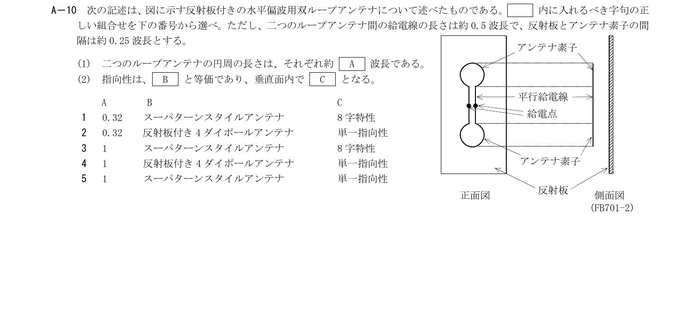 A－10 次の記述は、図に示す反射板付きの水平偏波用双ループアンテナについて述べたものである。 内に入れるべき字句の正
しい組合せを下の番号から選べ。ただし、二つのループアンテナ間の給電線の長さは約 0.5 波長で、反射板とアンテナ素子の間
隔は約 0.25 波長とする。
(1) 二つのループアンテナの円周の長さは、それぞれ約 A 波長である。
(2) 指向性は、 B と等価であり、垂直面内で C となる。
A B C
1 0.32 スーパターンスタイルアンテナ 8字特性
2 0.32 反射板付き4ダイポールアンテナ 単一指向性
3 1 スーパターンスタイルアンテナ 8字特性
4 1 反射板付き4ダイポールアンテナ 単一指向性
5 1 スーパターンスタイルアンテナ 単一指向性
アンテナ素子
平行給電線
給電点
アンテナ素子
反射板
正面図 側面図
(FB701-2)